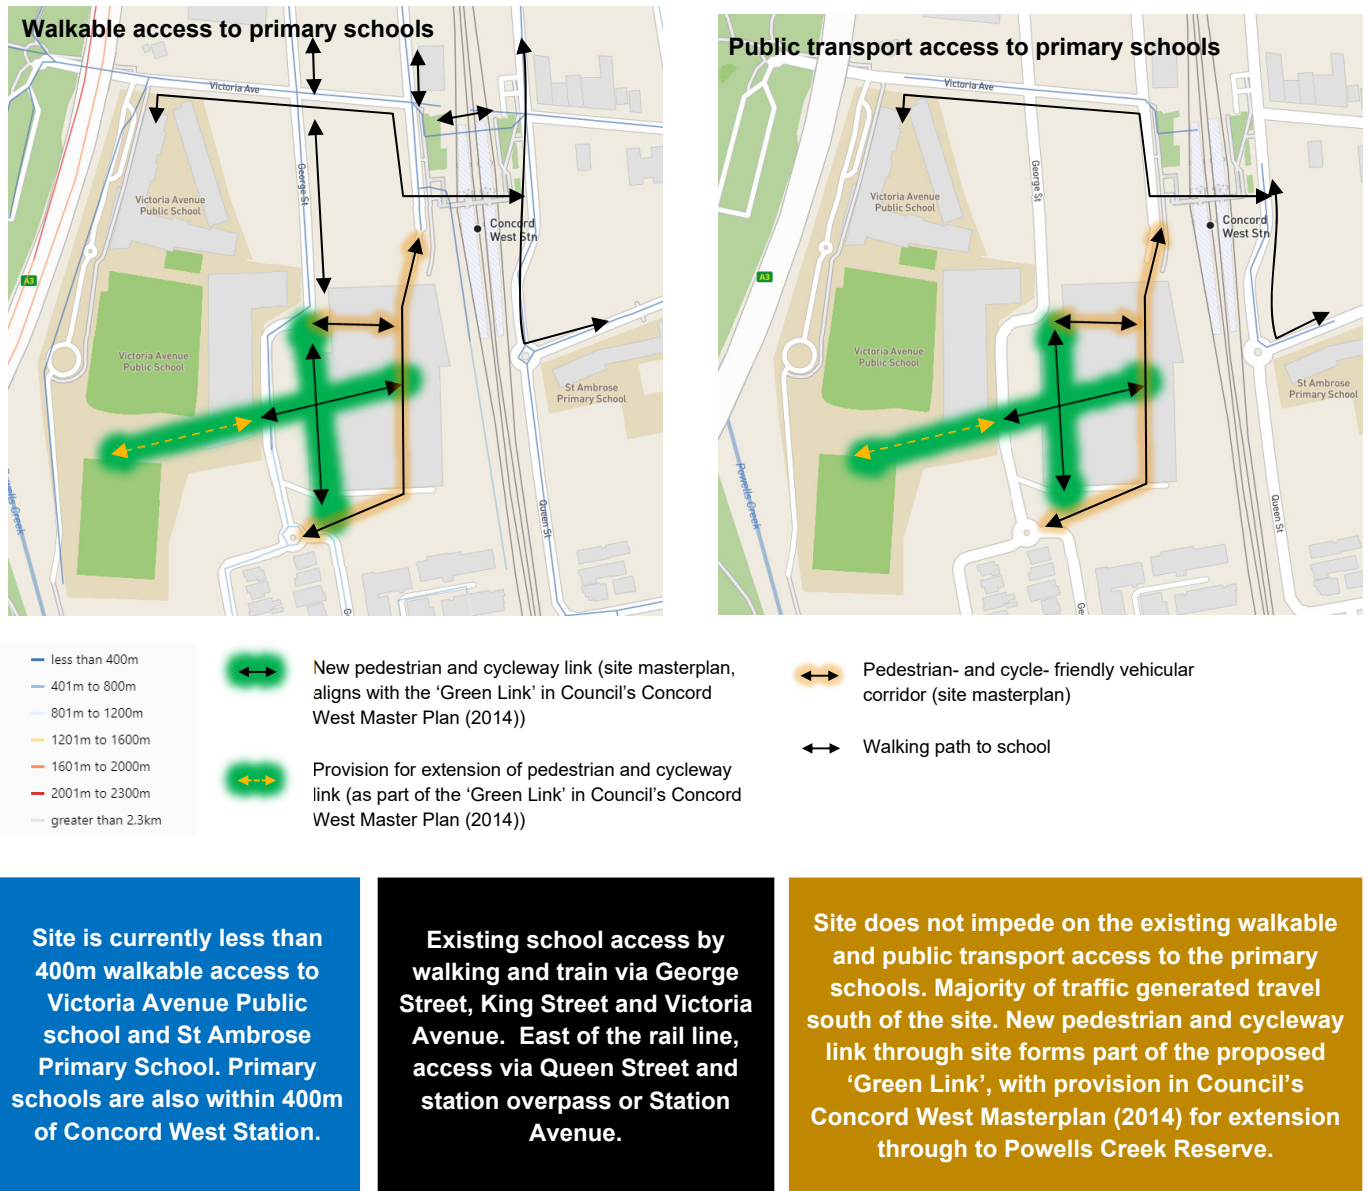 Walkable access to primary schools
Victoria Ave
George St
Victoria Avenue
Public School
Concord
West Stn
A3
Victoria Avenue
Public School
St Ambrose
Primary School
Queen St
Public transport access to primary schools
Victoria Ave
George St
Victoria Avenue
Public School
Concord
West Stn
A3
Victoria Avenue
Public School
St Ambrose
Primary School
Powells Creek
Queen St
less than 400m
401m to 800m
801m to 1200m
1201m to 1600m
1601m to 2000m
2001m to 2300m
greater than 2.3km
New pedestrian and cycleway link (site masterplan,
aligns with the ‘Green Link’ in Council’s Concord
West Master Plan (2014))
Provision for extension of pedestrian and cycleway
link (as part of the ‘Green Link’ in Council’s Concord
West Master Plan (2014))
Pedestrian- and cycle- friendly vehicular
corridor (site masterplan)
Walking path to school
Site is currently less than
400m walkable access to
Victoria Avenue Public
school and St Ambrose
Primary School. Primary
schools are also within 400m
of Concord West Station.
Existing school access by
walking and train via George
Street, King Street and Victoria
Avenue.  East of the rail line,
access via Queen Street and
station overpass or Station
Avenue.
Site does not impede on the existing walkable
and public transport access to the primary
schools. Majority of traffic generated travel
south of the site. New pedestrian and cycleway
link through site forms part of the proposed
‘Green Link’, with provision in Council’s
Concord West Masterplan (2014) for extension
through to Powells Creek Reserve.